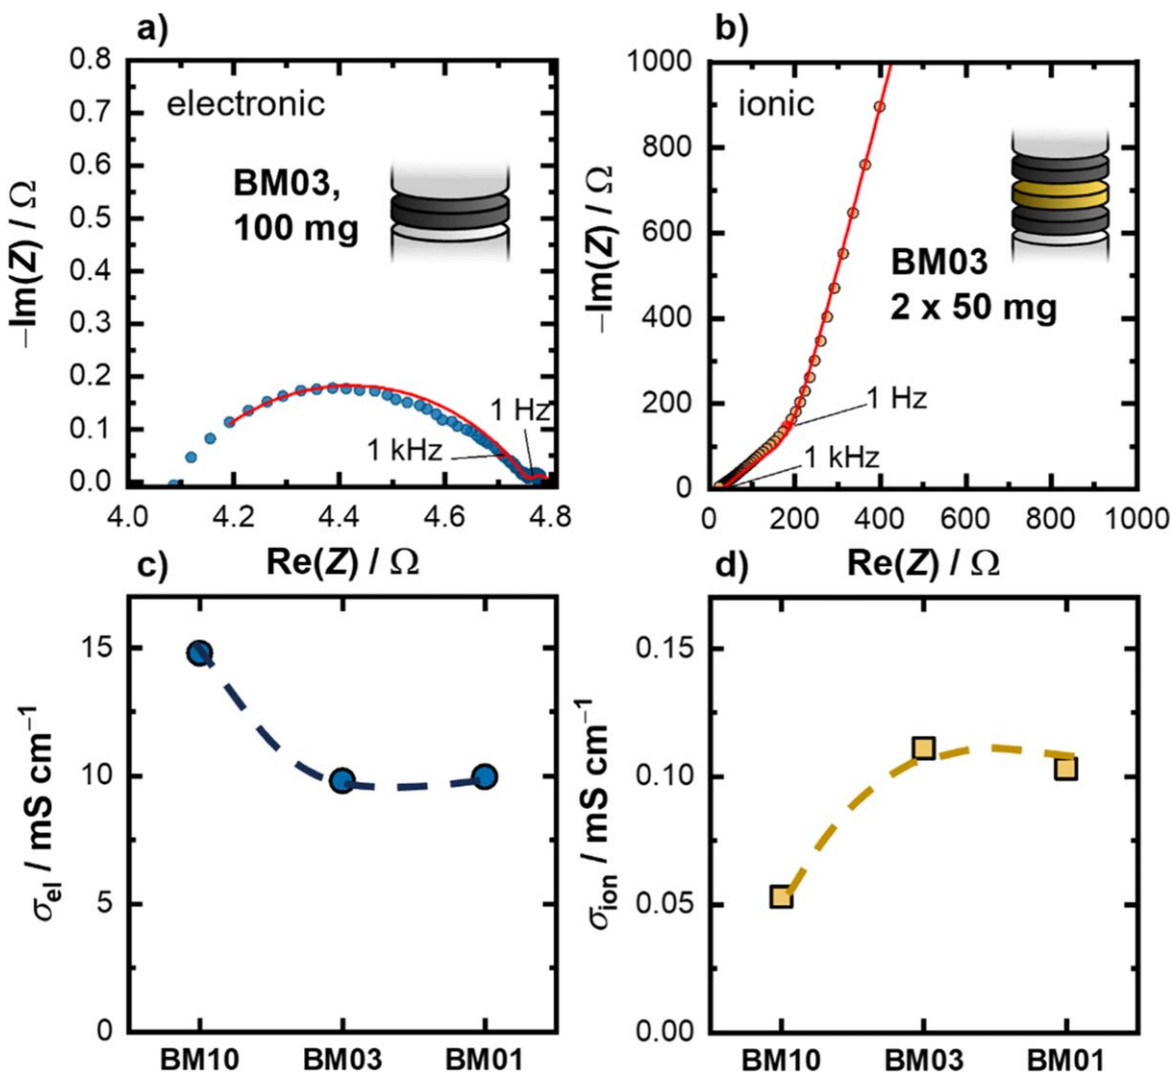 a)
electronic
BM03,
100 mg
1 Hz
1 kHz
0.8
0.7
0.6
0.5
0.4
0.3
0.2
0.1
0.0
−Im(Z) / Ω
4.0 4.2 4.4 4.6 4.8
Re(Z) / Ω
b)
ionic
BM03
2 x 50 mg
1 Hz
1 kHz
1000
800
600
400
200
0
−Im(Z) / Ω
0 200 400 600 800 1000
Re(Z) / Ω
c)
15
10
5
0
σel / mS cm−1
BM10 BM03 BM01
d)
0.15
0.10
0.05
0.00
σion / mS cm−1
BM10 BM03 BM01